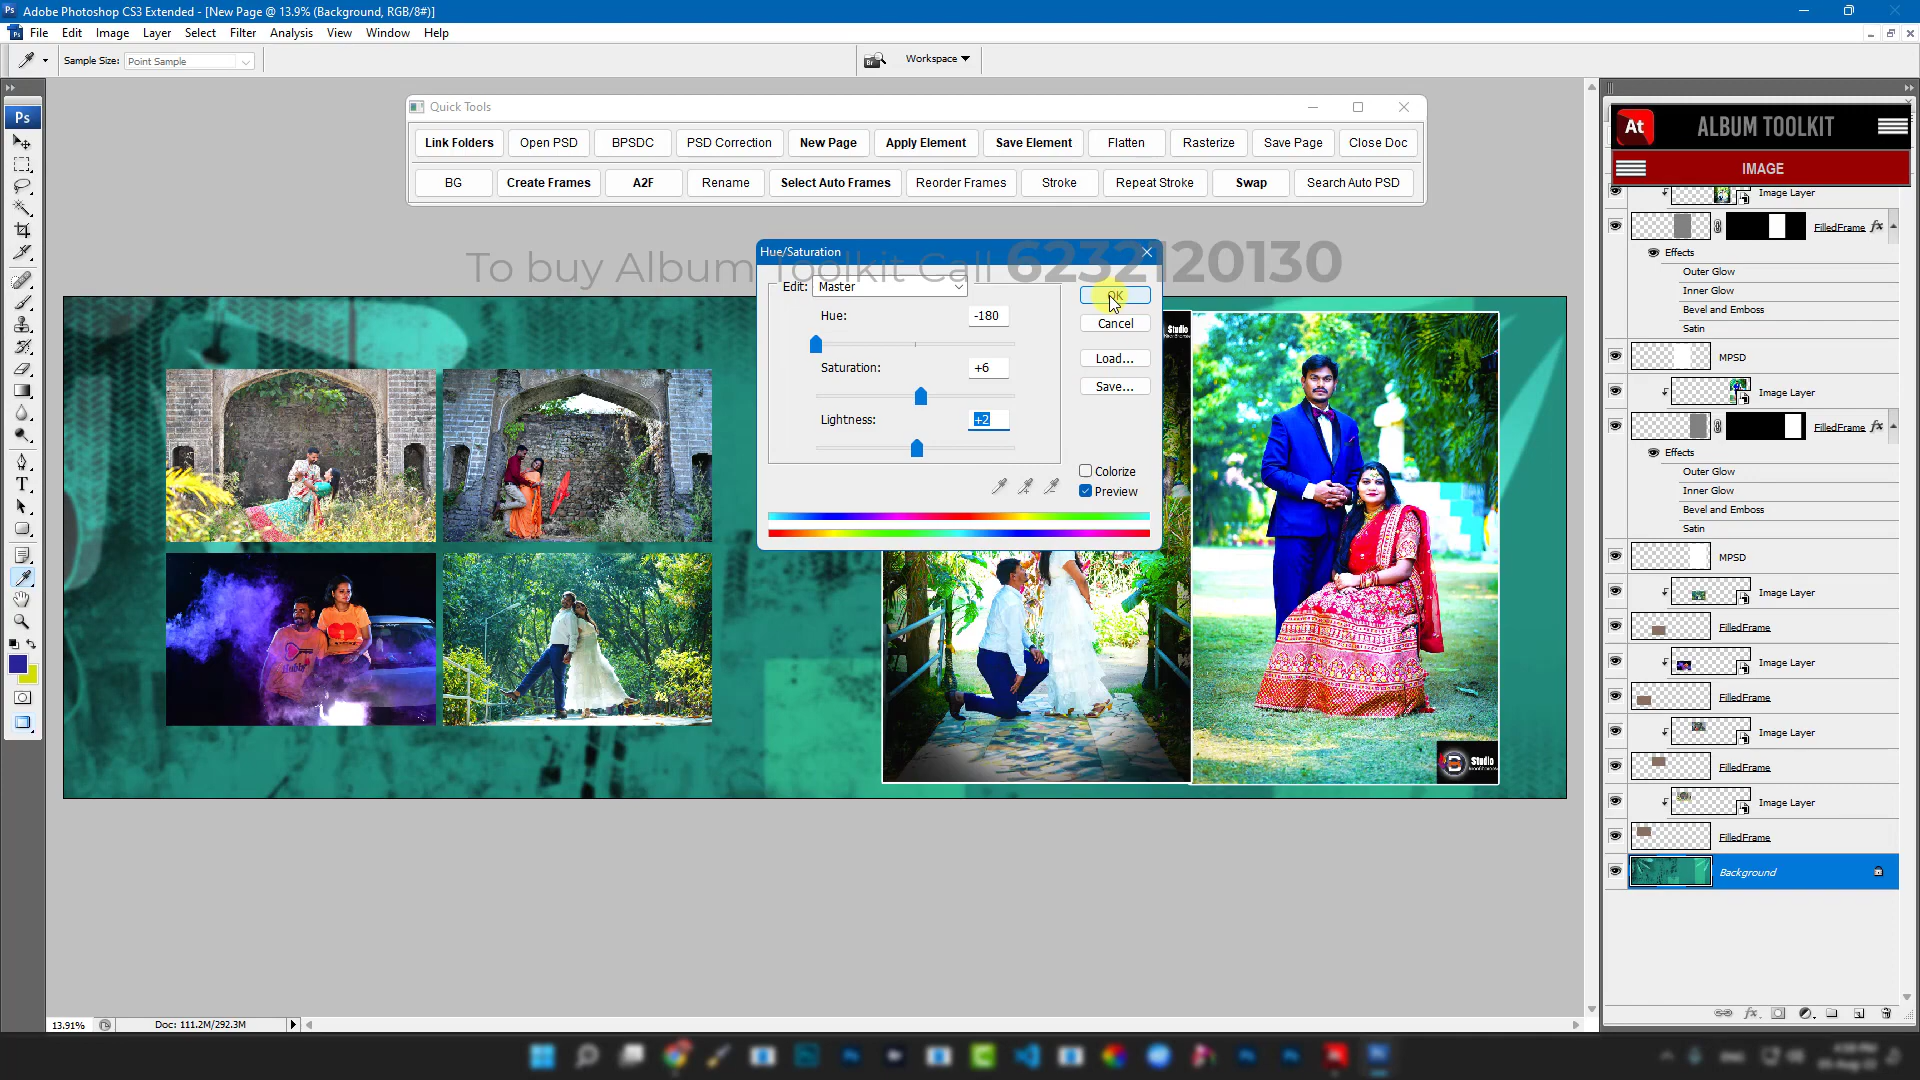 Adobe Photoshop CS3 Extended - [New Page @ 13.9% (Background, RGB/8#)]
File Edit Image Layer Select Filter Analysis View Window Help
Sample Size: Point Sample
Workspace
Quick Tools
Link Folders Open PSD BPSDC PSD Correction New Page Apply Element Save Element Flatten Rasterize Save Page Close Doc
BG Create Frames A2F Rename Select Auto Frames Reorder Frames Stroke Repeat Stroke Swap Search Auto PSD
To buy Album Toolkit Call 6232120130
Hue/Saturation
Edit: Master
Hue: -180
Saturation: +6
Lightness: +2
OK
Cancel
Load...
Save...
Colorize
Preview
Studio
Studio
Ps
At ALBUM TOOLKIT
IMAGE
Image Layer
FilledFrame fx
Effects
Outer Glow
Inner Glow
Bevel and Emboss
Satin
MPSD
Image Layer
FilledFrame fx
Effects
Outer Glow
Inner Glow
Bevel and Emboss
Satin
MPSD
Image Layer
FilledFrame
Image Layer
FilledFrame
Image Layer
FilledFrame
Image Layer
FilledFrame
Background
13.91% Doc: 111.2M/292.3M